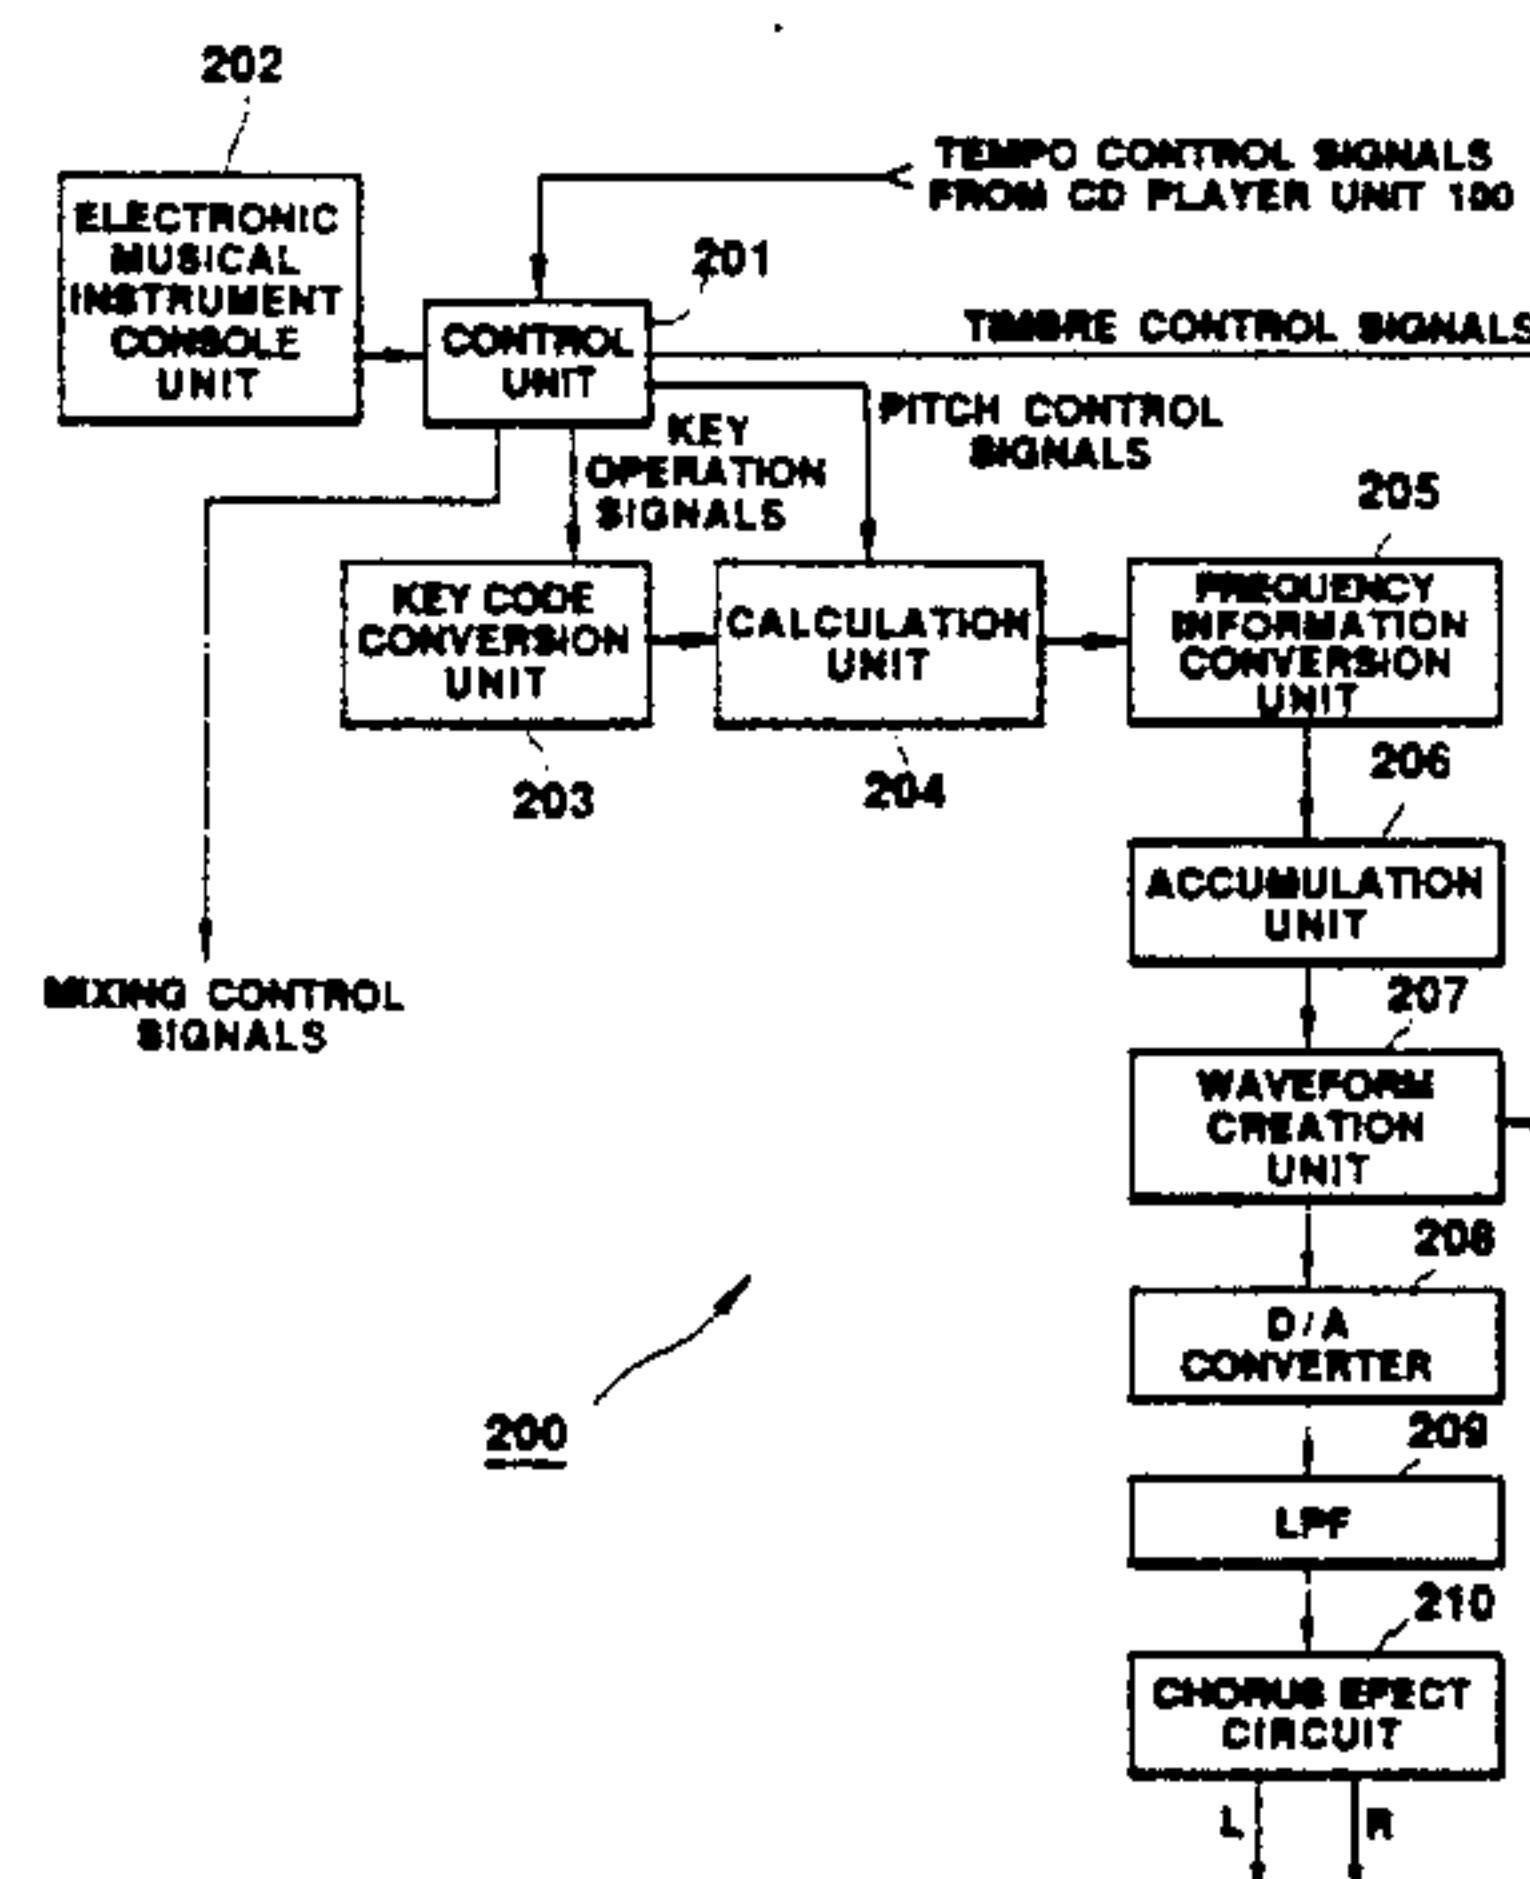 202
TEMPO CONTROL SIGNALS
FROM CD PLAYER UNIT 100
ELECTRONIC
MUSICAL
INSTRUMENT
CONSOLE
UNIT
201
CONTROL
UNIT
TIMBRE CONTROL SIGNALS
PITCH CONTROL
SIGNALS
KEY
OPERATION
SIGNALS
205
KEY CODE
CONVERSION
UNIT
CALCULATION
UNIT
FREQUENCY
INFORMATION
CONVERSION
UNIT
203
204
206
ACCUMULATION
UNIT
MIXING CONTROL
SIGNALS
207
WAVEFORM
CREATION
UNIT
208
D/A
CONVERTER
200
209
LPF
210
CHORUS EFECT
CIRCUIT
L
R